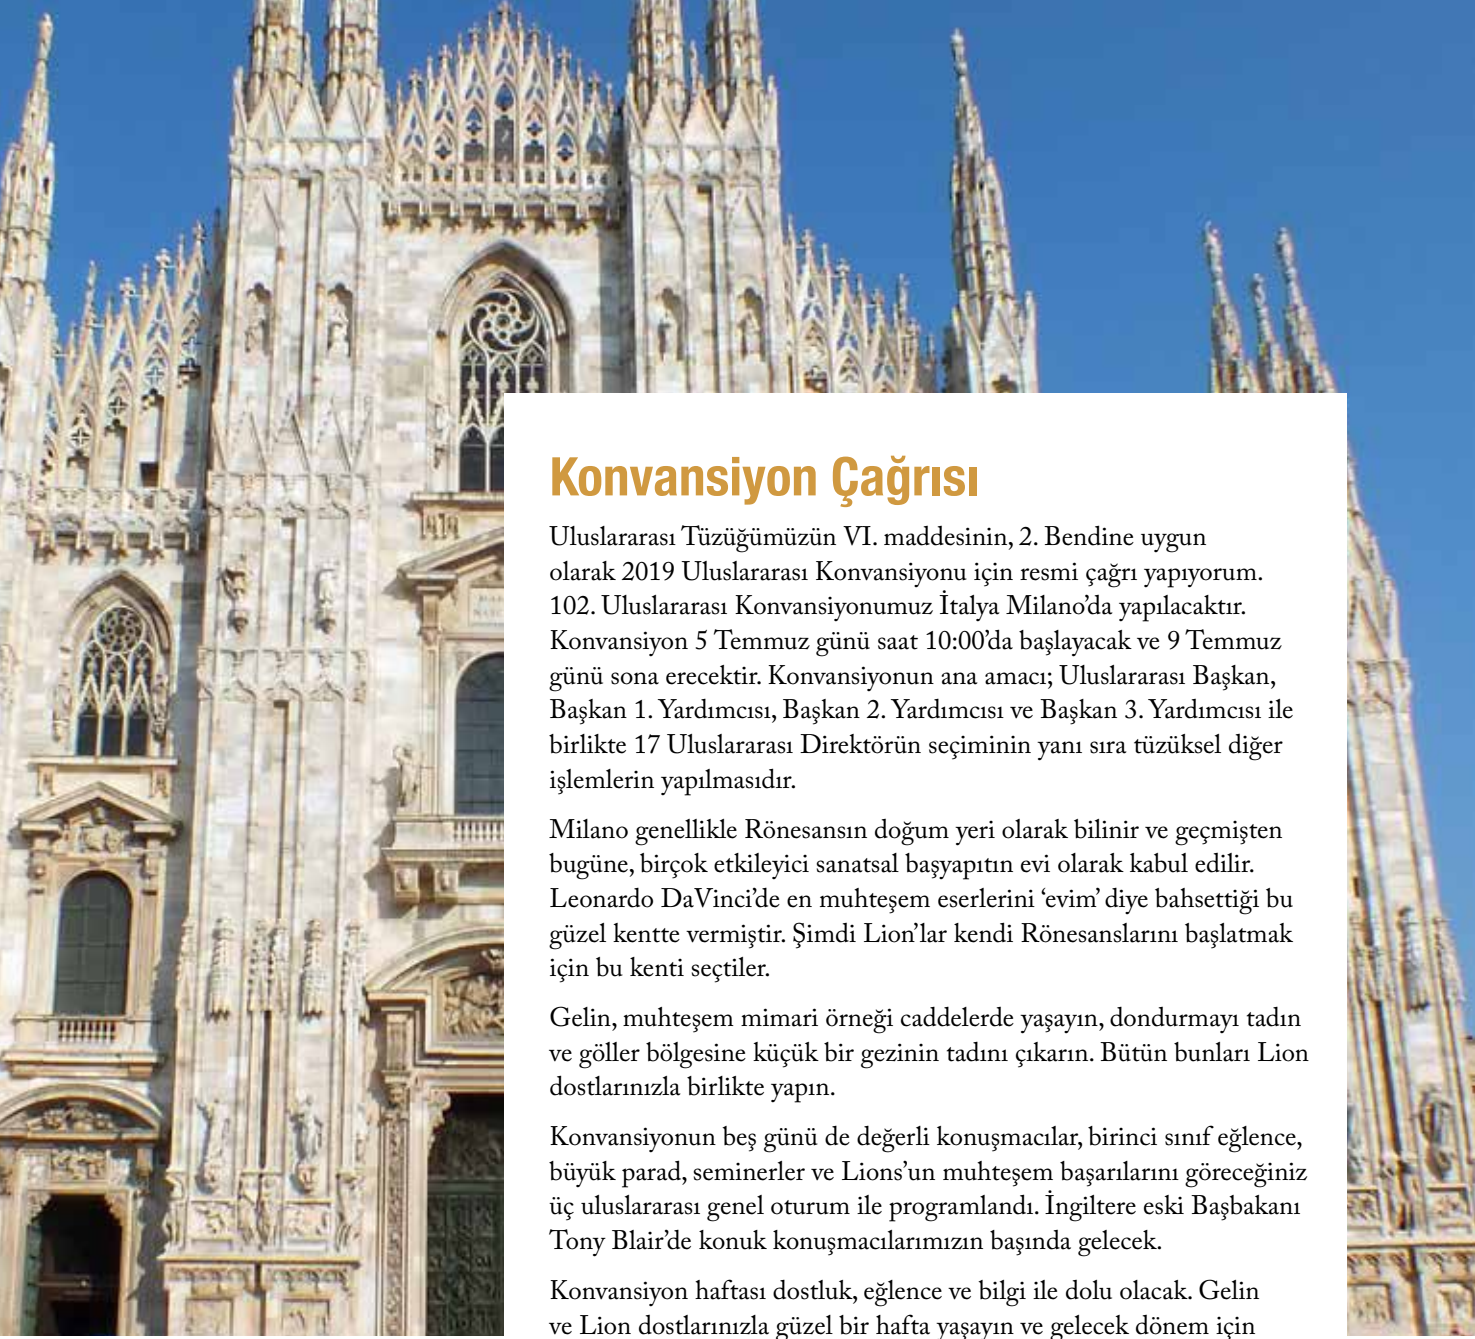 Konvansiyon Çağrısı
Uluslararası Tüzüğümüzün VI. maddesinin, 2. Bendine uygun
olarak 2019 Uluslararası Konvansiyonu için resmi çağrı yapıyorum.
102. Uluslararası Konvansiyonumuz İtalya Milano’da yapılacaktır.
Konvansiyon 5 Temmuz günü saat 10:00’da başlayacak ve 9 Temmuz
günü sona erecektir. Konvansiyonun ana amacı; Uluslararası Başkan,
Başkan 1. Yardımcısı, Başkan 2. Yardımcısı ve Başkan 3. Yardımcısı ile
birlikte 17 Uluslararası Direktörün seçiminin yanı sıra tüzüksel diğer
işlemlerin yapılmasıdır.
Milano genellikle Rönesansın doğum yeri olarak bilinir ve geçmişten
bugüne, birçok etkileyici sanatsal başyapıtın evi olarak kabul edilir.
Leonardo DaVinci’de en muhteşem eserlerini ‘evim’ diye bahsettiği bu
güzel kentte vermiştir. Şimdi Lion’lar kendi Rönesanslarını başlatmak
için bu kenti seçtiler.
Gelin, muhteşem mimari örneği caddelerde yaşayın, dondurmayı tadın
ve göller bölgesine küçük bir gezinin tadını çıkarın. Bütün bunları Lion
dostlarınızla birlikte yapın.
Konvansiyonun beş günü de değerli konuşmacılar, birinci sınıf eğlence,
büyük parad, seminerler ve Lions’un muhteşem başarılarını göreceğiniz
üç uluslararası genel oturum ile programlandı. İngiltere eski Başbakanı
Tony Blair’de konuk konuşmacılarımızın başında gelecek.
Konvansiyon haftası dostluk, eğlence ve bilgi ile dolu olacak. Gelin
ve Lion dostlarınızla güzel bir hafta yaşayın ve gelecek dönem için